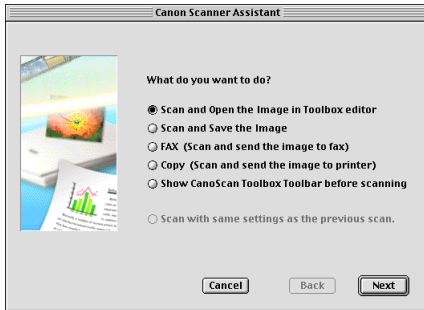 Canon Scanner Assistant
What do you want to do?
Scan and Open the Image in Toolbox editor
Scan and Save the Image
FAX (Scan and send the image to fax)
Copy (Scan and send the image to printer)
Show CanoScan Toolbox Toolbar before scanning
Scan with same settings as the previous scan.
Cancel Back Next